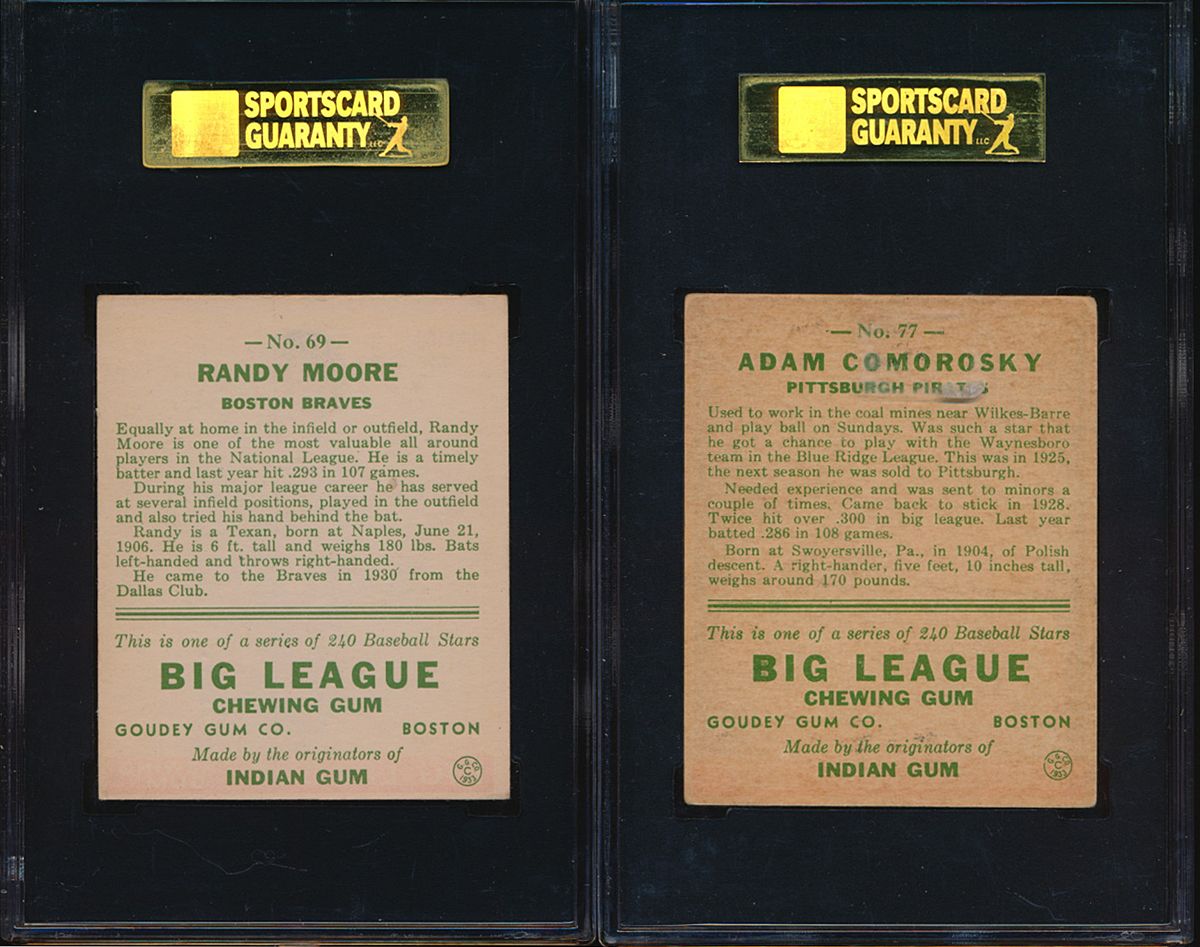 SPORTSCARD
GUARANTY LLC
— No. 69 —
RANDY MOORE
BOSTON BRAVES
Equally at home in the infield or outfield, Randy
Moore is one of the most valuable all around
players in the National League. He is a timely
batter and last year hit .293 in 107 games.
During his major league career he has served
at several infield positions, played in the outfield
and also tried his hand behind the bat.
Randy is a Texan, born at Naples, June 21,
1906. He is 6 ft. tall and weighs 180 lbs. Bats
left-handed and throws right-handed.
He came to the Braves in 1930 from the
Dallas Club.
This is one of a series of 240 Baseball Stars
BIG LEAGUE
CHEWING GUM
GOUDEY GUM CO. BOSTON
Made by the originators of
INDIAN GUM
G. G. CO.
C
1933
SPORTSCARD
GUARANTY LLC
— No. 77 —
ADAM COMOROSKY
PITTSBURGH PIRATES
Used to work in the coal mines near Wilkes-Barre
and play ball on Sundays. Was such a star that
he got a chance to play with the Waynesboro
team in the Blue Ridge League. This was in 1925,
the next season he was sold to Pittsburgh.
Needed experience and was sent to minors a
couple of times. Came back to stick in 1928.
Twice hit over .300 in big league. Last year
batted .286 in 108 games.
Born at Swoyersville, Pa., in 1904, of Polish
descent. A right-hander, five feet, 10 inches tall,
weighs around 170 pounds.
This is one of a series of 240 Baseball Stars
BIG LEAGUE
CHEWING GUM
GOUDEY GUM CO. BOSTON
Made by the originators of
INDIAN GUM
G. G. CO.
C
1933